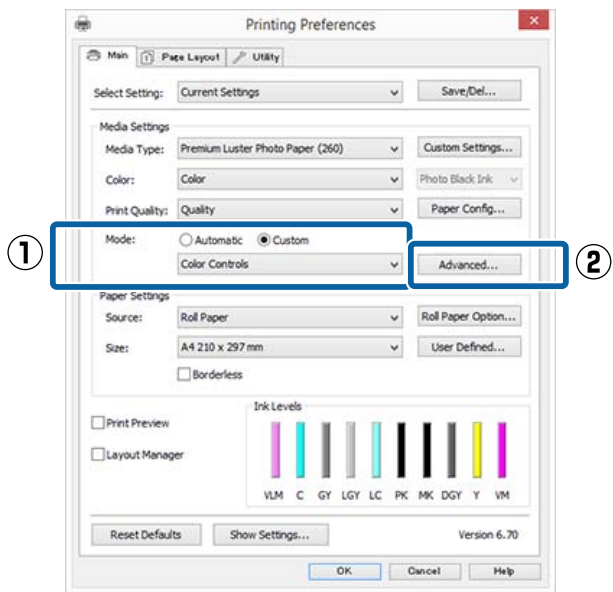 Printing Preferences
Main Page Layout Utility
Select Setting: Current Settings Save/Del...
Media Settings
Media Type: Premium Luster Photo Paper (260) Custom Settings...
Color: Color Photo Black Ink
Print Quality: Quality Paper Config...
① Mode: Automatic Custom
Color Controls Advanced... ②
Paper Settings
Source: Roll Paper Roll Paper Option...
Size: A4 210 x 297 mm User Defined...
Borderless
Ink Levels
Print Preview
Layout Manager
VLM C GY LGY LC PK MK DGY Y VM
Reset Defaults Show Settings... Version 6.70
OK Cancel Help